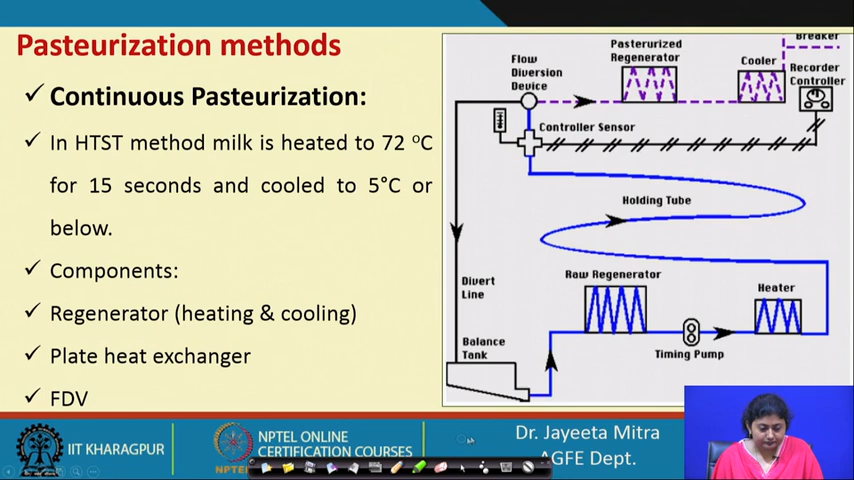 Pasteurization methods
✓ Continuous Pasteurization:
✓ In HTST method milk is heated to 72 ºC
for 15 seconds and cooled to 5°C or
below.
✓ Components:
✓ Regenerator (heating & cooling)
✓ Plate heat exchanger
✓ FDV
Breaker
Pasterurized
Regenerator
Cooler
Recorder
Controller
Flow
Diversion
Device
Controller Sensor
Holding Tube
Raw Regenerator
Heater
Divert
Line
Timing Pump
Balance
Tank
IIT KHARAGPUR
NPTEL
NPTEL ONLINE
CERTIFICATION COURSES
Dr. Jayeeta Mitra
AGFE Dept.